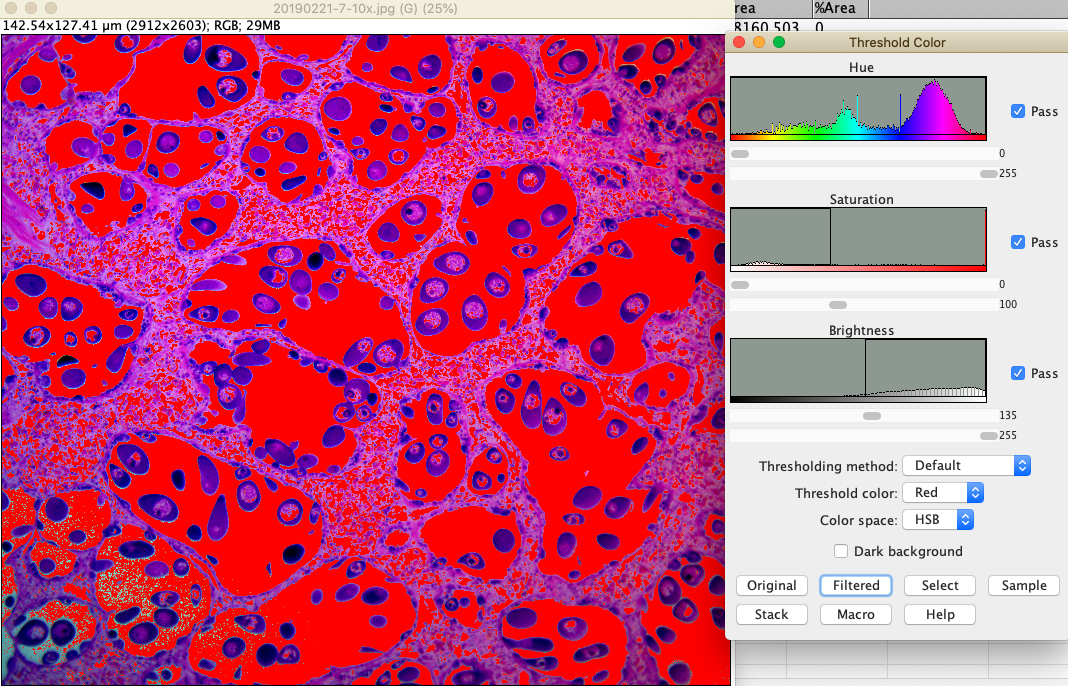 20190221-7-10x.jpg (G) (25%)
142.54x127.41 µm (2912x2603); RGB; 29MB
rea %Area
8160.503 0
Threshold Color
Hue
Pass
0
255
Saturation
Pass
0
100
Brightness
Pass
135
255
Thresholding method: Default
Threshold color: Red
Color space: HSB
Dark background
Original Filtered Select Sample
Stack Macro Help